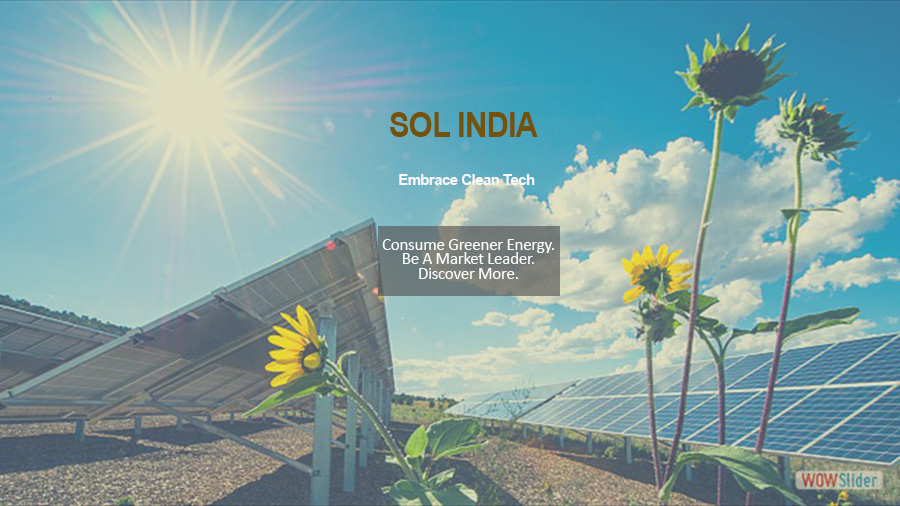 SOL INDIA
Embrace Clean Tech
Consume Greener Energy.
Be A Market Leader.
Discover More.
WOWSlider